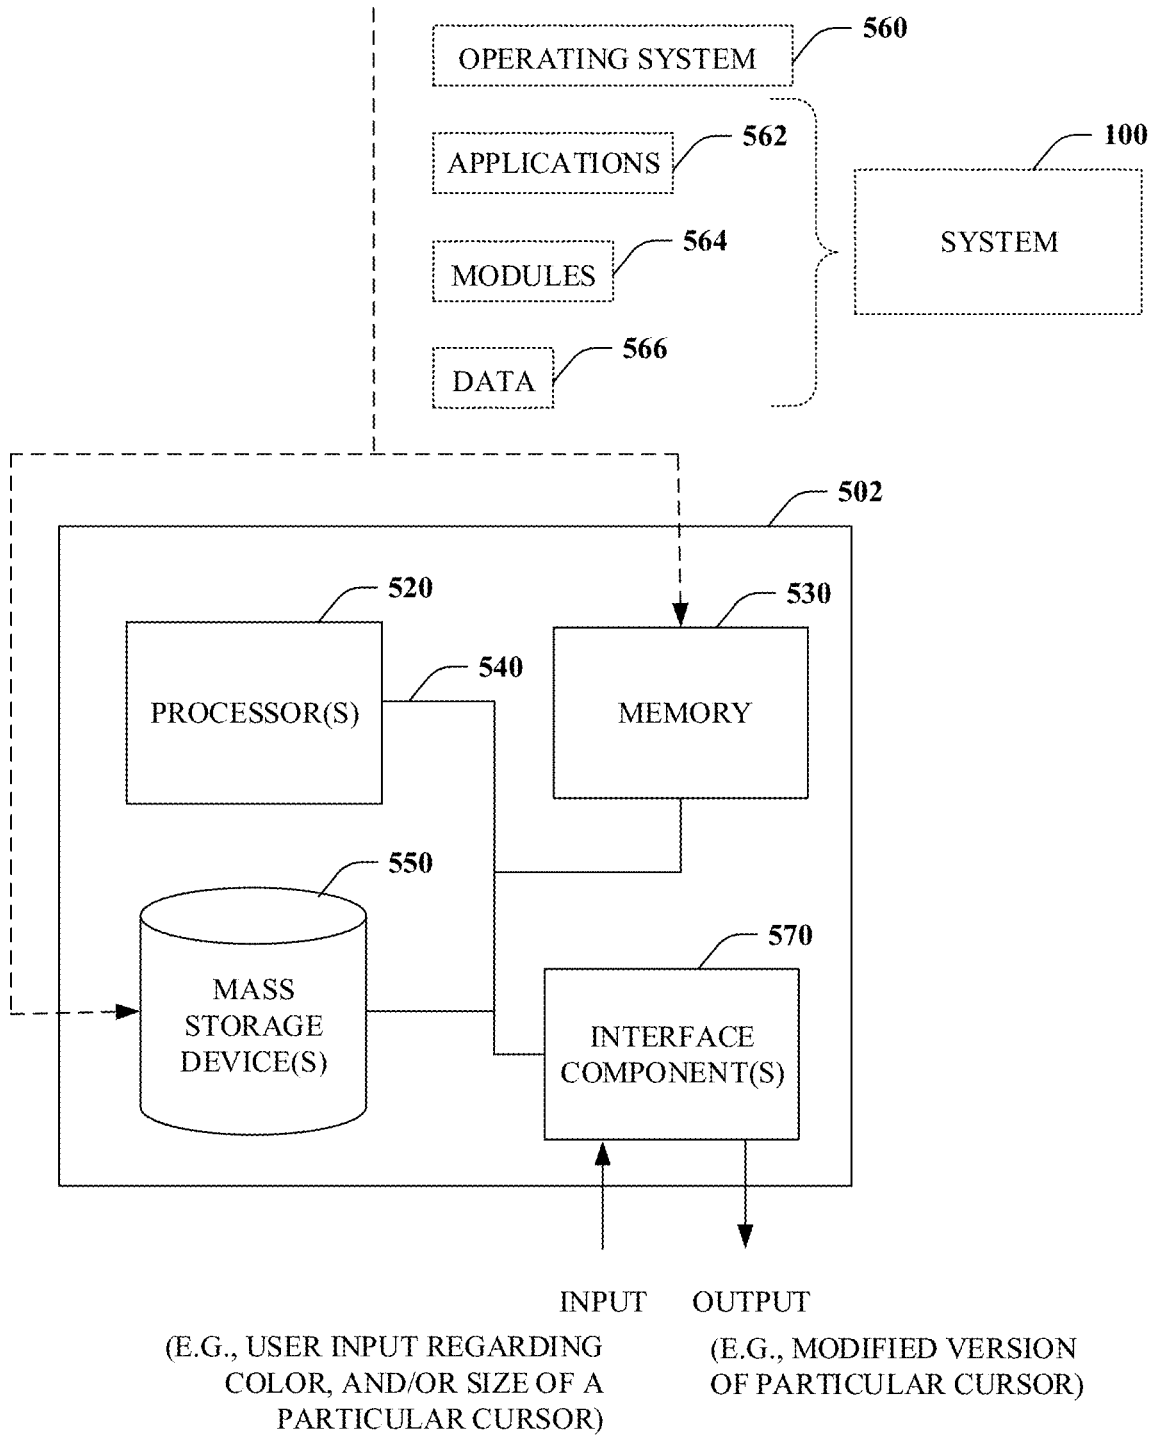 560
OPERATING SYSTEM
562
APPLICATIONS
100
SYSTEM
564
MODULES
566
DATA
502
520
PROCESSOR(S)
530
MEMORY
540
550
MASS
STORAGE
DEVICE(S)
570
INTERFACE
COMPONENT(S)
INPUT
(E.G., USER INPUT REGARDING
COLOR, AND/OR SIZE OF A
PARTICULAR CURSOR)
OUTPUT
(E.G., MODIFIED VERSION
OF PARTICULAR CURSOR)